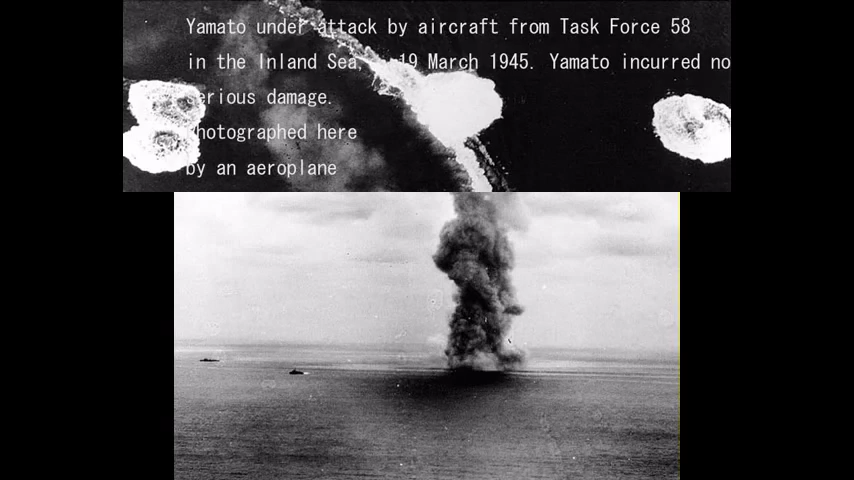 Yamato under attack by aircraft from Task Force 58
in the Inland Sea, 19 March 1945. Yamato incurred no
serious damage.
photographed here
by an aeroplane